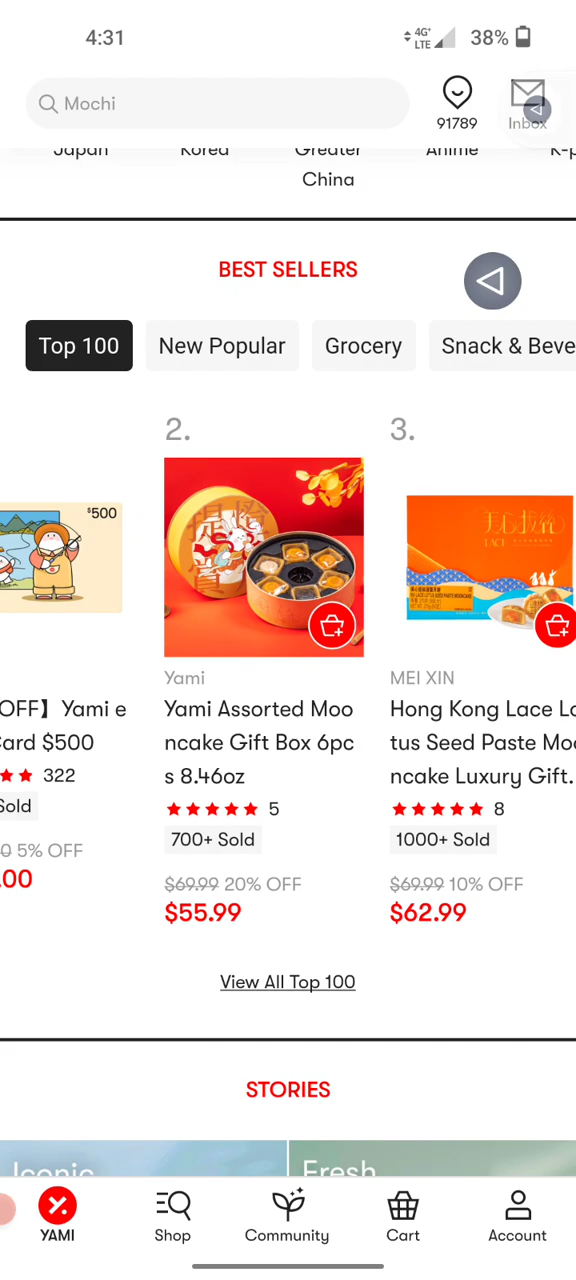 4:31
4G+
LTE
38%
Mochi
91789
Inbox
Japan
Korea
Greater
China
Anime
K-p
BEST SELLERS
Top 100
New Popular
Grocery
Snack & Beve
2.
3.
$500
Yami
MEI XIN
OFF】Yami e
Card $500
Yami Assorted Moo
ncake Gift Box 6pc
s 8.46oz
Hong Kong Lace Lo
tus Seed Paste Moo
ncake Luxury Gift.
322
Sold
5
8
700+ Sold
1000+ Sold
0 5% OFF
.00
$69.99 20% OFF
$55.99
$69.99 10% OFF
$62.99
LACE
View All Top 100
STORIES
Iconic
Fresh
YAMI
Shop
Community
Cart
Account